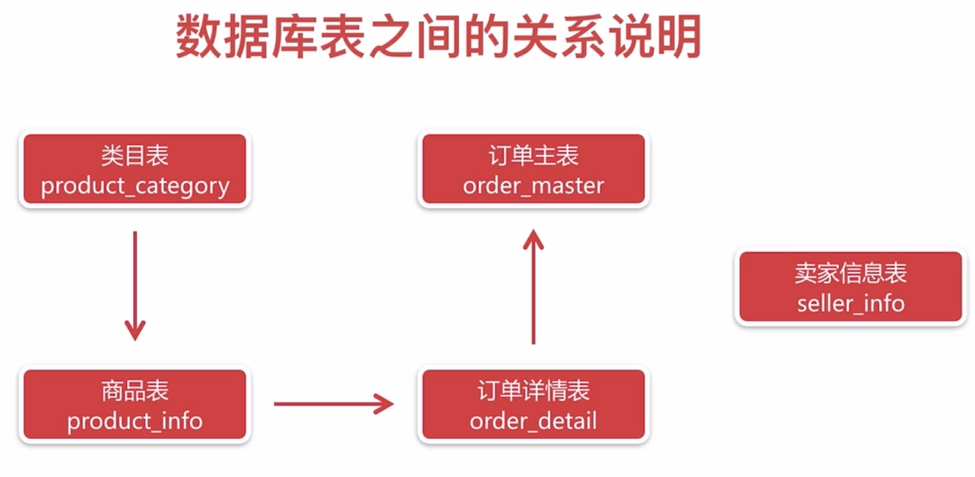 数据库表之间的关系说明
类目表
product_category
订单主表
order_master
卖家信息表
seller_info
商品表
product_info
订单详情表
order_detail